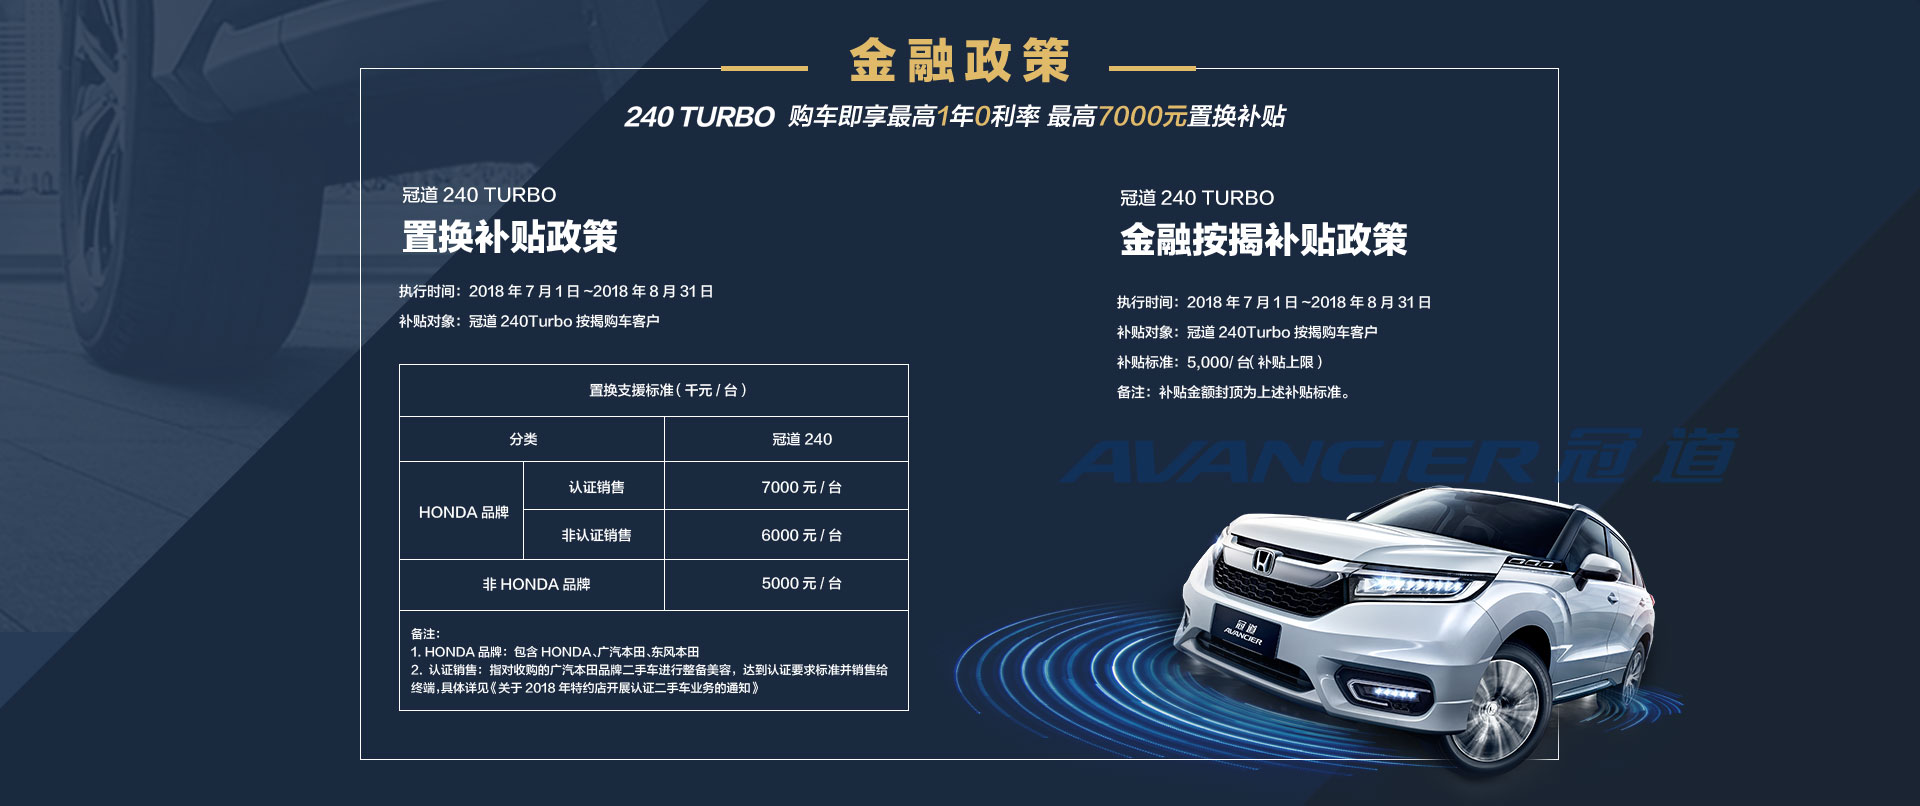 金融政策
240 TURBO 购车即享最高1年0利率 最高7000元置换补贴
冠道 240 TURBO
置换补贴政策
执行时间：2018 年 7 月 1 日 ~2018 年 8 月 31 日
补贴对象：冠道 240Turbo 按揭购车客户
置换支援标准（千元 / 台）
分类
冠道 240
HONDA 品牌
认证销售
7000 元 / 台
非认证销售
6000 元 / 台
非 HONDA 品牌
5000 元 / 台
备注：
1. HONDA 品牌：包含 HONDA、广汽本田、东风本田
2. 认证销售：指对收购的广汽本田品牌二手车进行整备美容，达到认证要求标准并销售给
终端，具体详见《关于 2018 年特约店开展认证二手车业务的通知》
冠道 240 TURBO
金融按揭补贴政策
执行时间：2018 年 7 月 1 日 ~2018 年 8 月 31 日
补贴对象：冠道 240Turbo 按揭购车客户
补贴标准：5,000/ 台（补贴上限）
备注：补贴金额封顶为上述补贴标准。
AVANCIER 冠道
冠道
AVANCIER